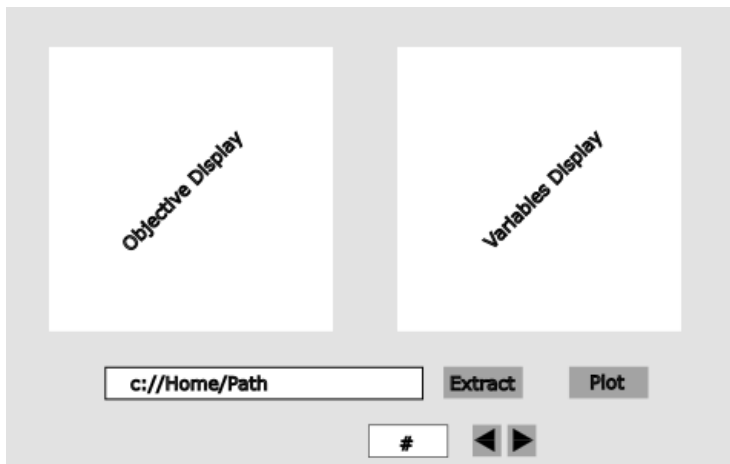 Objective Display
Variables Display
c://Home/Path
Extract
Plot
#